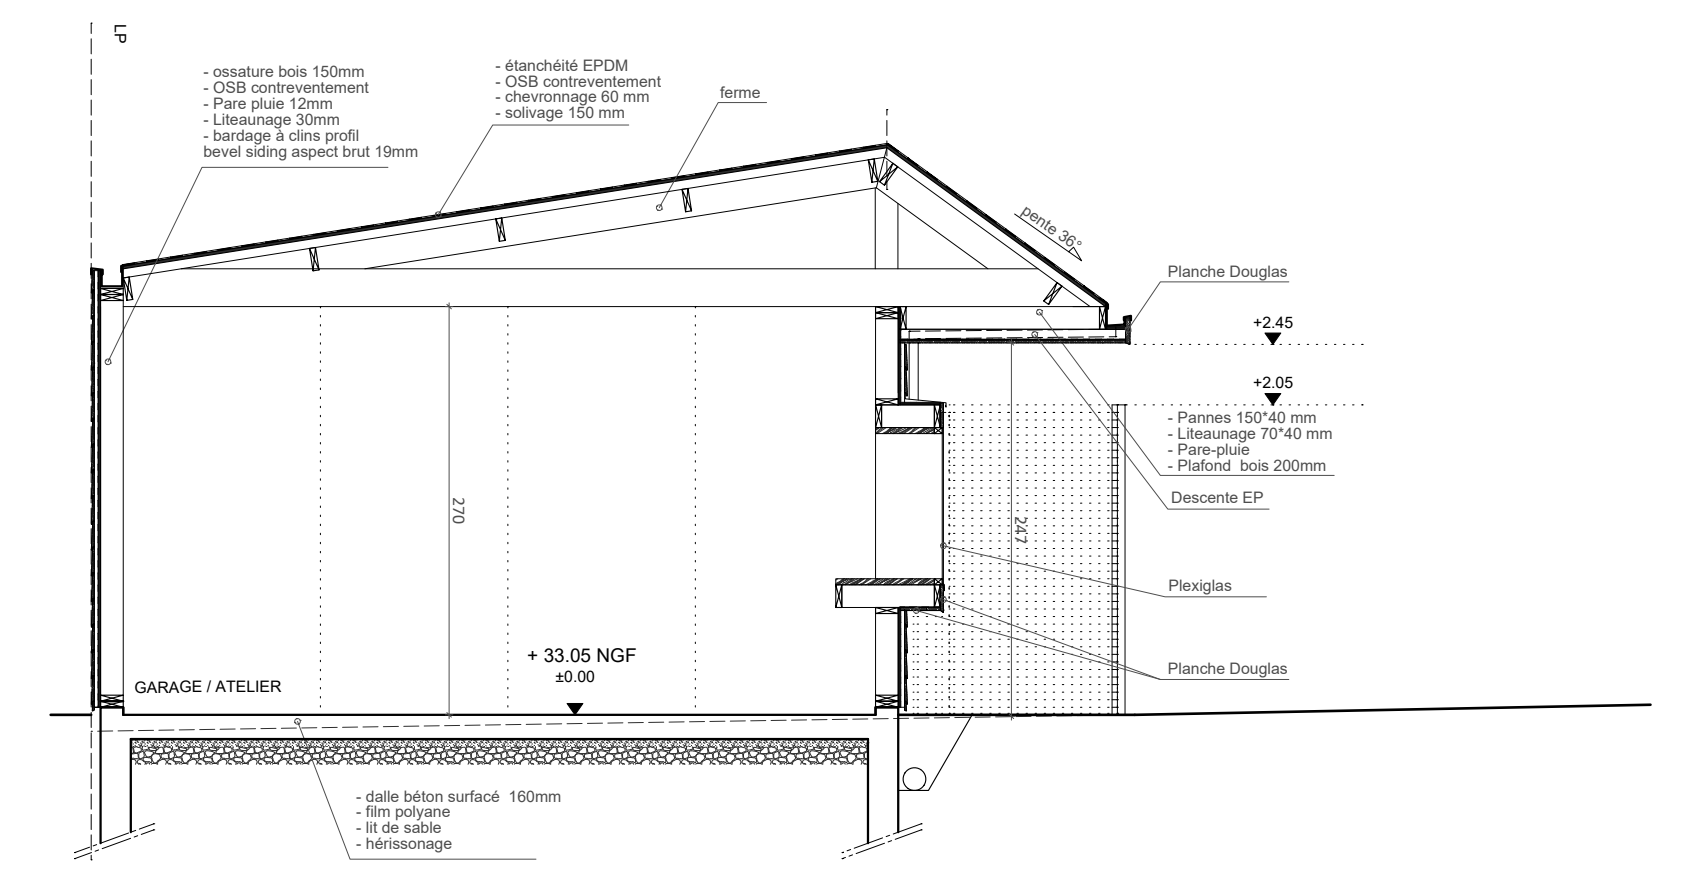 LP
- ossature bois 150mm
- OSB contreventement
- Pare pluie 12mm
- Liteaunage 30mm
- bardage à clins profil
bevel siding aspect brut 19mm
- étanchéité EPDM
- OSB contreventement
- chevronnage 60 mm
- solivage 150 mm
ferme
pente 36°
Planche Douglas
+2.45
+2.05
- Pannes 150*40 mm
- Liteaunage 70*40 mm
- Pare-pluie
- Plafond bois 200mm
Descente EP
270
247
Plexiglas
+ 33.05 NGF
±0.00
GARAGE / ATELIER
Planche Douglas
- dalle béton surfacé 160mm
- film polyane
- lit de sable
- hérissonage